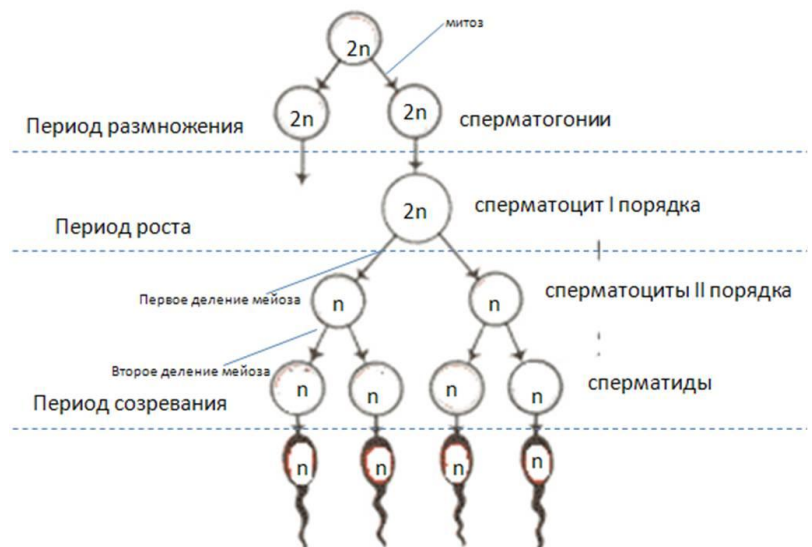 2n
митоз
2n
2n
Период размножения
сперматогонии
2n
сперматоцит I порядка
Период роста
Первое деление мейоза
n
n
сперматоциты II порядка
Второе деление мейоза
n
n
n
n
сперматиды
Период созревания
n
n
n
n